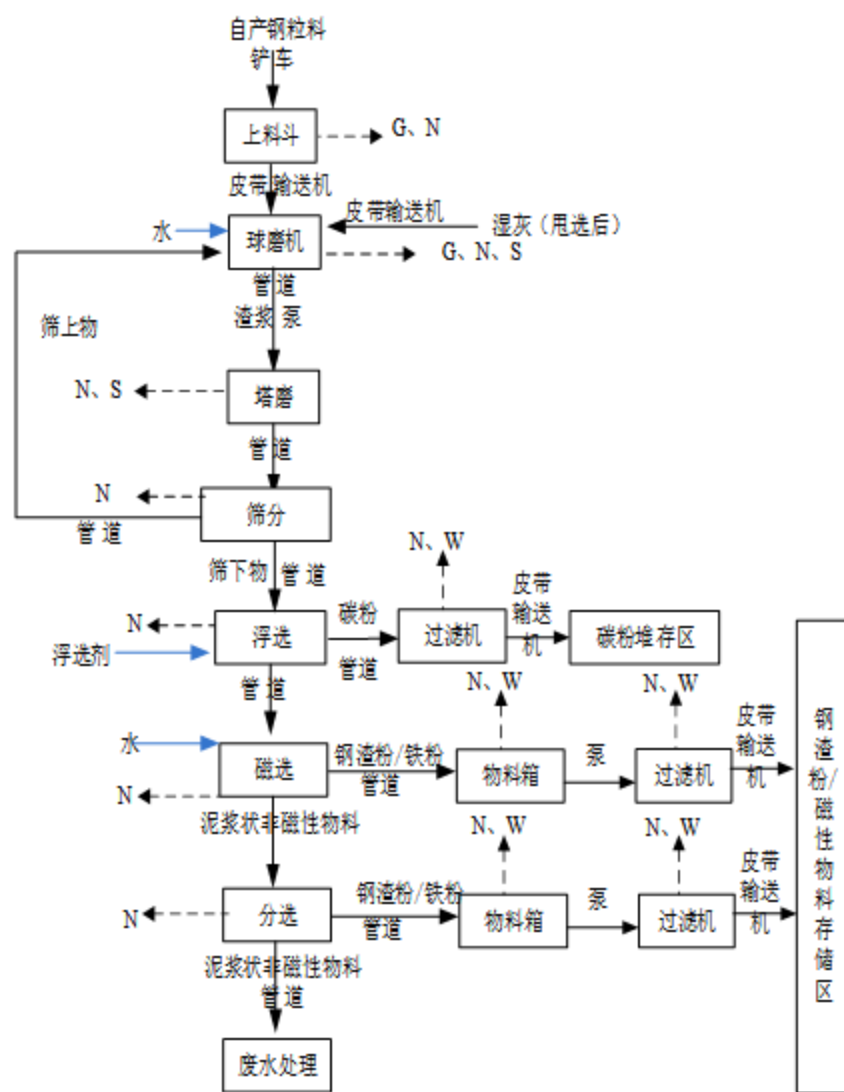 自产钢粒料
铲车
上料斗
G、N
皮带输送机
水
皮带输送机
湿灰（甩选后）
球磨机
G、N、S
管道
渣浆泵
筛上物
N、S
塔磨
管道
N
筛分
管道
筛下物
管道
N、W
皮带
输送
机
N
碳粉
浮选
过滤机
碳粉堆存区
浮选剂
管道
管道
N、W
N、W
水
钢渣粉/铁粉
磁选
管道
物料箱
泵
过滤机
皮带
输送
机
N
泥浆状非磁性物料
N、W
N、W
钢渣粉/铁粉
N
分选
管道
物料箱
泵
过滤机
皮带
输送
机
泥浆状非磁性物料
管道
废水处理
钢
渣
粉/
磁
性
物
料
存
储
区